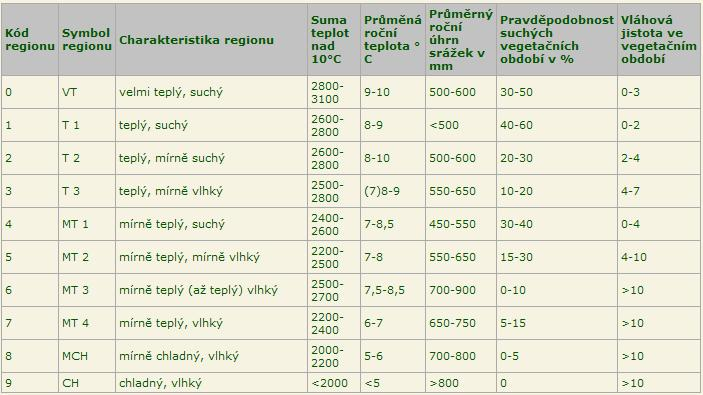 Kód regionu | Symbol regionu | Charakteristika regionu | Suma teplot nad 10°C | Průměná roční teplota ° C | Průměrný roční úhrn srážek v mm | Pravděpodobnost suchých vegetačních období v % | Vláhová jistota ve vegetačním období
0 | VT | velmi teplý, suchý | 2800-3100 | 9-10 | 500-600 | 30-50 | 0-3
1 | T 1 | teplý, suchý | 2600-2800 | 8-9 | <500 | 40-60 | 0-2
2 | T 2 | teplý, mírně suchý | 2600-2800 | 8-10 | 500-600 | 20-30 | 2-4
3 | T 3 | teplý, mírně vlhký | 2500-2800 | (7)8-9 | 550-650 | 10-20 | 4-7
4 | MT 1 | mírně teplý, suchý | 2400-2600 | 7-8,5 | 450-550 | 30-40 | 0-4
5 | MT 2 | mírně teplý, mírně vlhký | 2200-2500 | 7-8 | 550-650 | 15-30 | 4-10
6 | MT 3 | mírně teplý (až teplý) vlhký | 2500-2700 | 7,5-8,5 | 700-900 | 0-10 | >10
7 | MT 4 | mírně teplý, vlhký | 2200-2400 | 6-7 | 650-750 | 5-15 | >10
8 | MCH | mírně chladný, vlhký | 2000-2200 | 5-6 | 700-800 | 0-5 | >10
9 | CH | chladný, vlhký | <2000 | <5 | >800 | 0 | >10